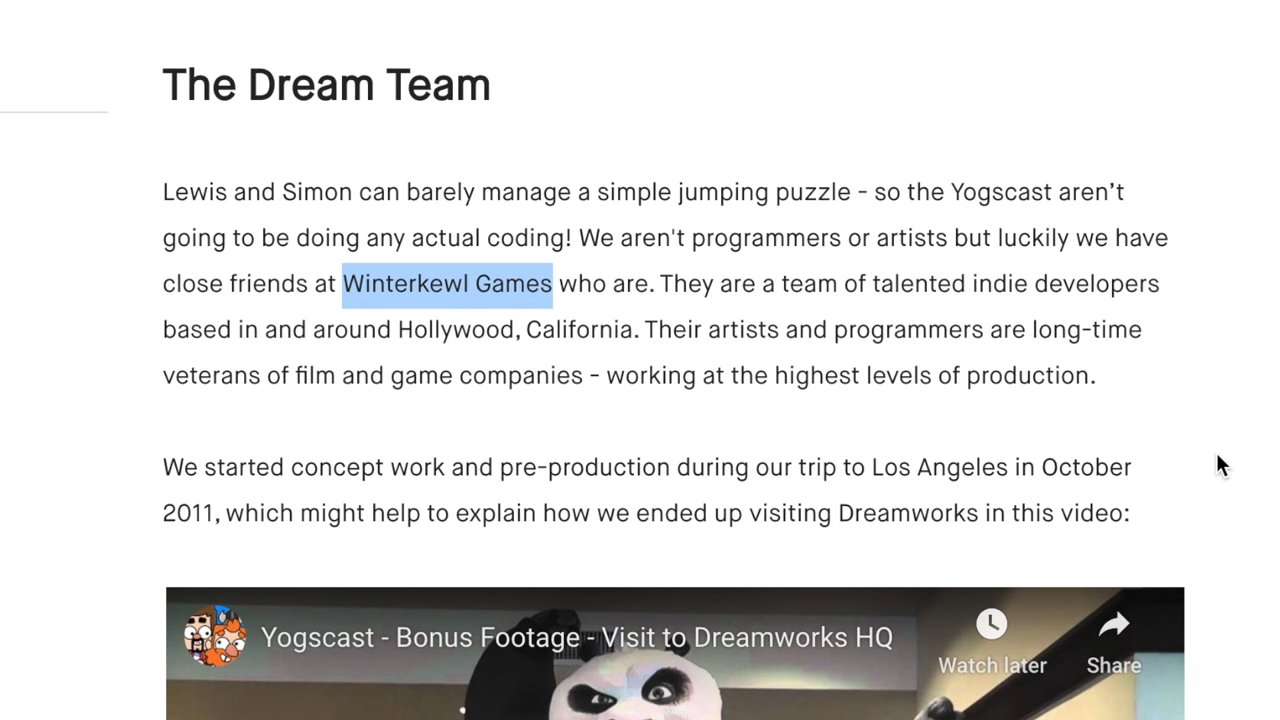 The Dream Team
Lewis and Simon can barely manage a simple jumping puzzle - so the Yogscast aren’t
going to be doing any actual coding! We aren't programmers or artists but luckily we have
close friends at Winterkewl Games who are. They are a team of talented indie developers
based in and around Hollywood, California. Their artists and programmers are long-time
veterans of film and game companies - working at the highest levels of production.
We started concept work and pre-production during our trip to Los Angeles in October
2011, which might help to explain how we ended up visiting Dreamworks in this video:
Yogscast - Bonus Footage - Visit to Dreamworks HQ
Watch later
Share